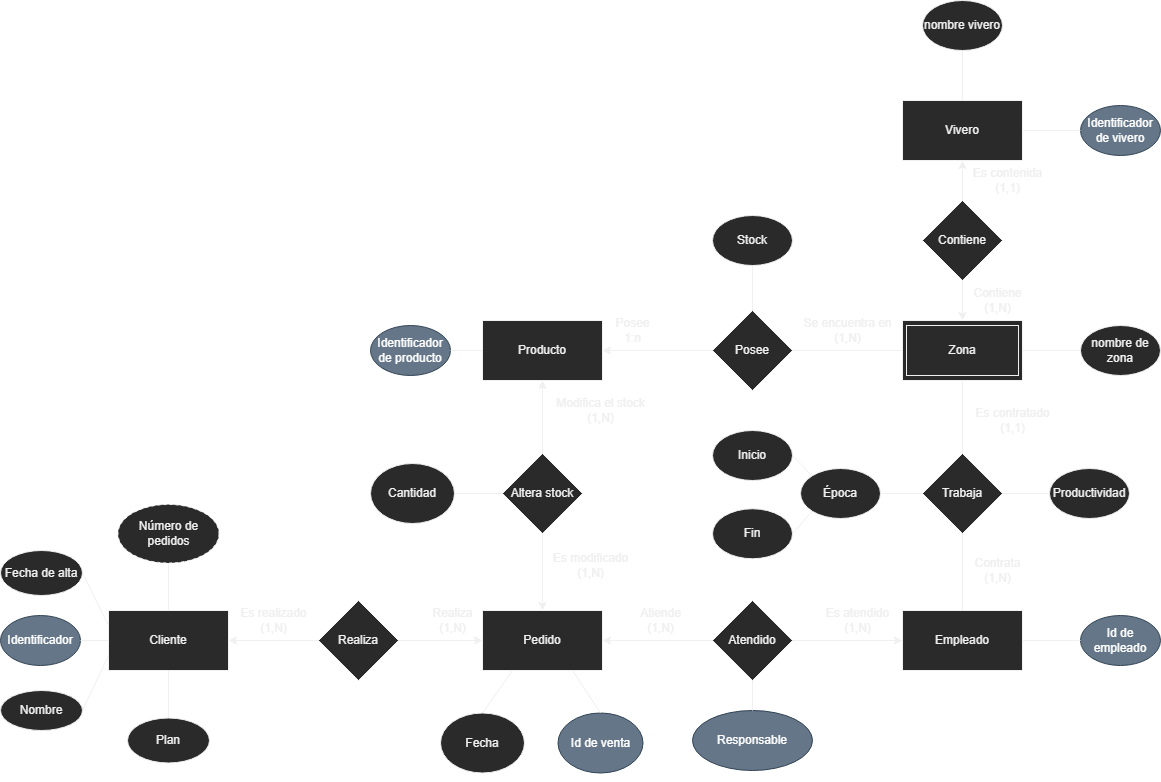 nombre vivero
Vivero
Identificador
de vivero
Es contenida
(1,1)
Contiene
Contiene
(1,N)
Stock
Identificador
de producto
Producto
Posee
1:n
Posee
Se encuentra en
(1,N)
Zona
nombre de
zona
Modifica el stock
(1,N)
Es contratado
(1,1)
Inicio
Cantidad
Altera stock
Época
Trabaja
Productividad
Fin
Número de
pedidos
Es modificado
(1,N)
Contrata
(1,N)
Fecha de alta
Identificador
Cliente
Es realizado
(1,N)
Realiza
Realiza
(1,N)
Pedido
Atiende
(1,N)
Atendido
Es atendido
(1,N)
Empleado
Id de
empleado
Nombre
Plan
Fecha
Id de venta
Responsable